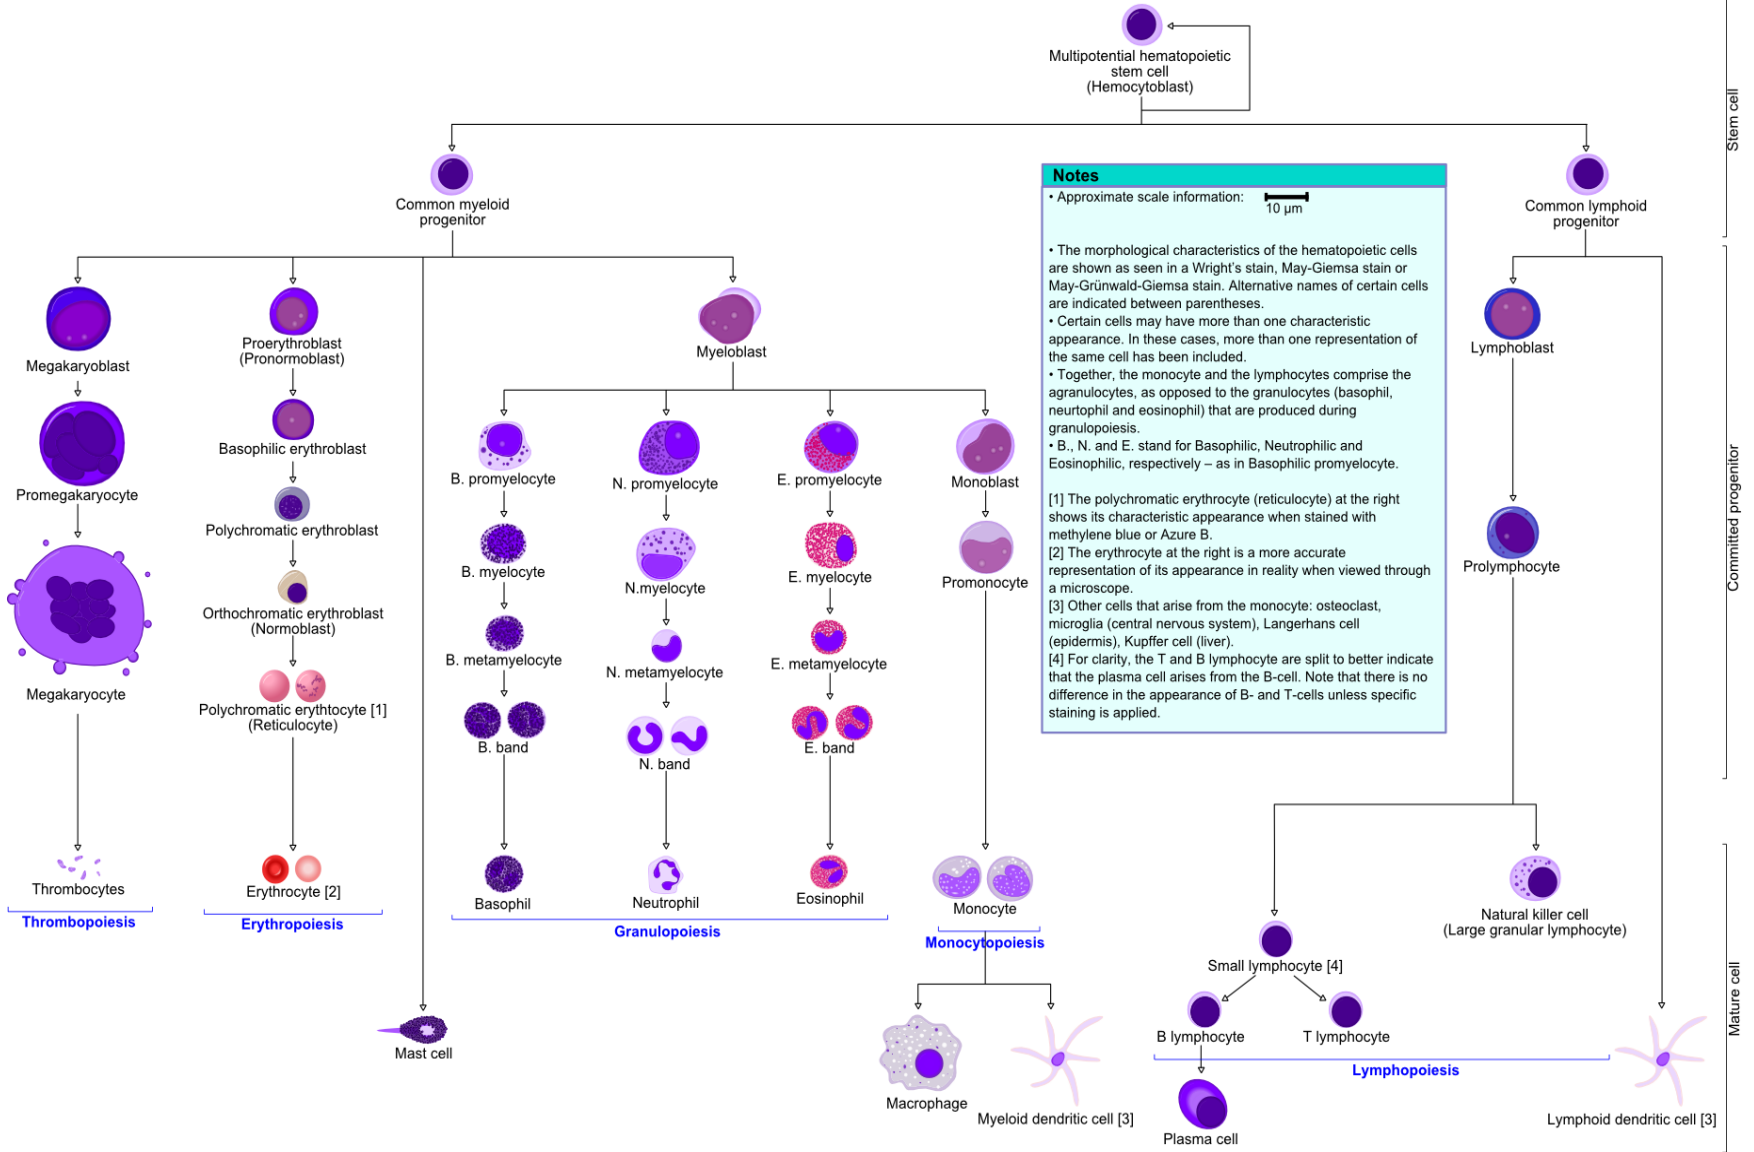 Multipotential hematopoietic
stem cell
(Hemocytoblast)
Stem cell
Common myeloid
progenitor
Common lymphoid
progenitor
Notes
• Approximate scale information:
10 µm
• The morphological characteristics of the hematopoietic cells
are shown as seen in a Wright's stain, May-Giemsa stain or
May-Grünwald-Giemsa stain. Alternative names of certain cells
are indicated between parentheses.
• Certain cells may have more than one characteristic
appearance. In these cases, more than one representation of
the same cell has been included.
• Together, the monocyte and the lymphocytes comprise the
agranulocytes, as opposed to the granulocytes (basophil,
neurtophil and eosinophil) that are produced during
granulopoiesis.
• B., N. and E. stand for Basophilic, Neutrophilic and
Eosinophilic, respectively – as in Basophilic promyelocyte.
[1] The polychromatic erythrocyte (reticulocyte) at the right
shows its characteristic appearance when stained with
methylene blue or Azure B.
[2] The erythrocyte at the right is a more accurate
representation of its appearance in reality when viewed through
a microscope.
[3] Other cells that arise from the monocyte: osteoclast,
microglia (central nervous system), Langerhans cell
(epidermis), Kupffer cell (liver).
[4] For clarity, the T and B lymphocyte are split to better indicate
that the plasma cell arises from the B-cell. Note that there is no
difference in the appearance of B- and T-cells unless specific
staining is applied.
Committed progenitor
Megakaryoblast
Promegakaryocyte
Megakaryocyte
Thrombocytes
Thrombopoiesis
Proerythroblast
(Pronormoblast)
Basophilic erythroblast
Polychromatic erythroblast
Orthochromatic erythroblast
(Normoblast)
Polychromatic erythtocyte [1]
(Reticulocyte)
Erythrocyte [2]
Erythropoiesis
Mast cell
Myeloblast
B. promyelocyte
B. myelocyte
B. metamyelocyte
B. band
Basophil
N. promyelocyte
N.myelocyte
N. metamyelocyte
N. band
Neutrophil
E. promyelocyte
E. myelocyte
E. metamyelocyte
E. band
Eosinophil
Granulopoiesis
Monoblast
Promonocyte
Monocyte
Monocytopoiesis
Macrophage
Myeloid dendritic cell [3]
Lymphoblast
Prolymphocyte
Natural killer cell
(Large granular lymphocyte)
Small lymphocyte [4]
B lymphocyte
T lymphocyte
Lymphopoiesis
Plasma cell
Lymphoid dendritic cell [3]
Mature cell